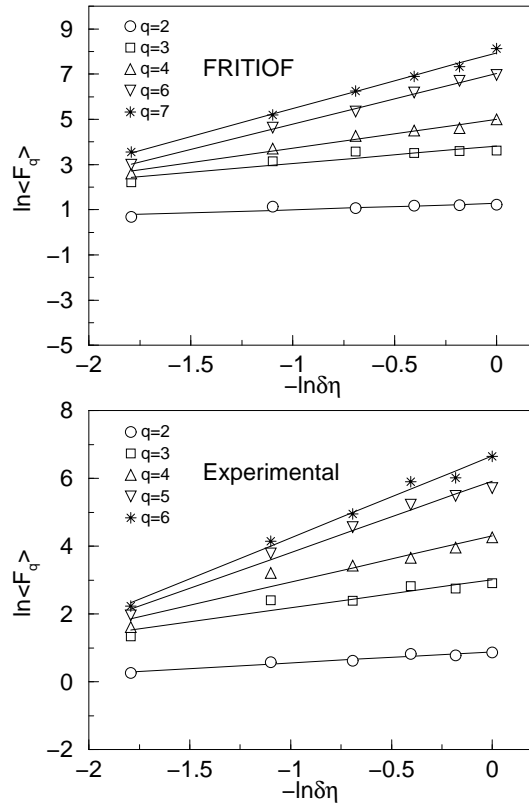 9
7
5
3
1
−1
−3
−5
ln<F_q>
q=2
q=3
q=4
q=6
q=7
FRITIOF
−2 −1.5 −1 −0.5 0
−lnδη
8
6
4
2
0
−2
ln<F_q>
q=2
q=3
q=4
q=5
q=6
Experimental
−2 −1.5 −1 −0.5 0
−lnδη